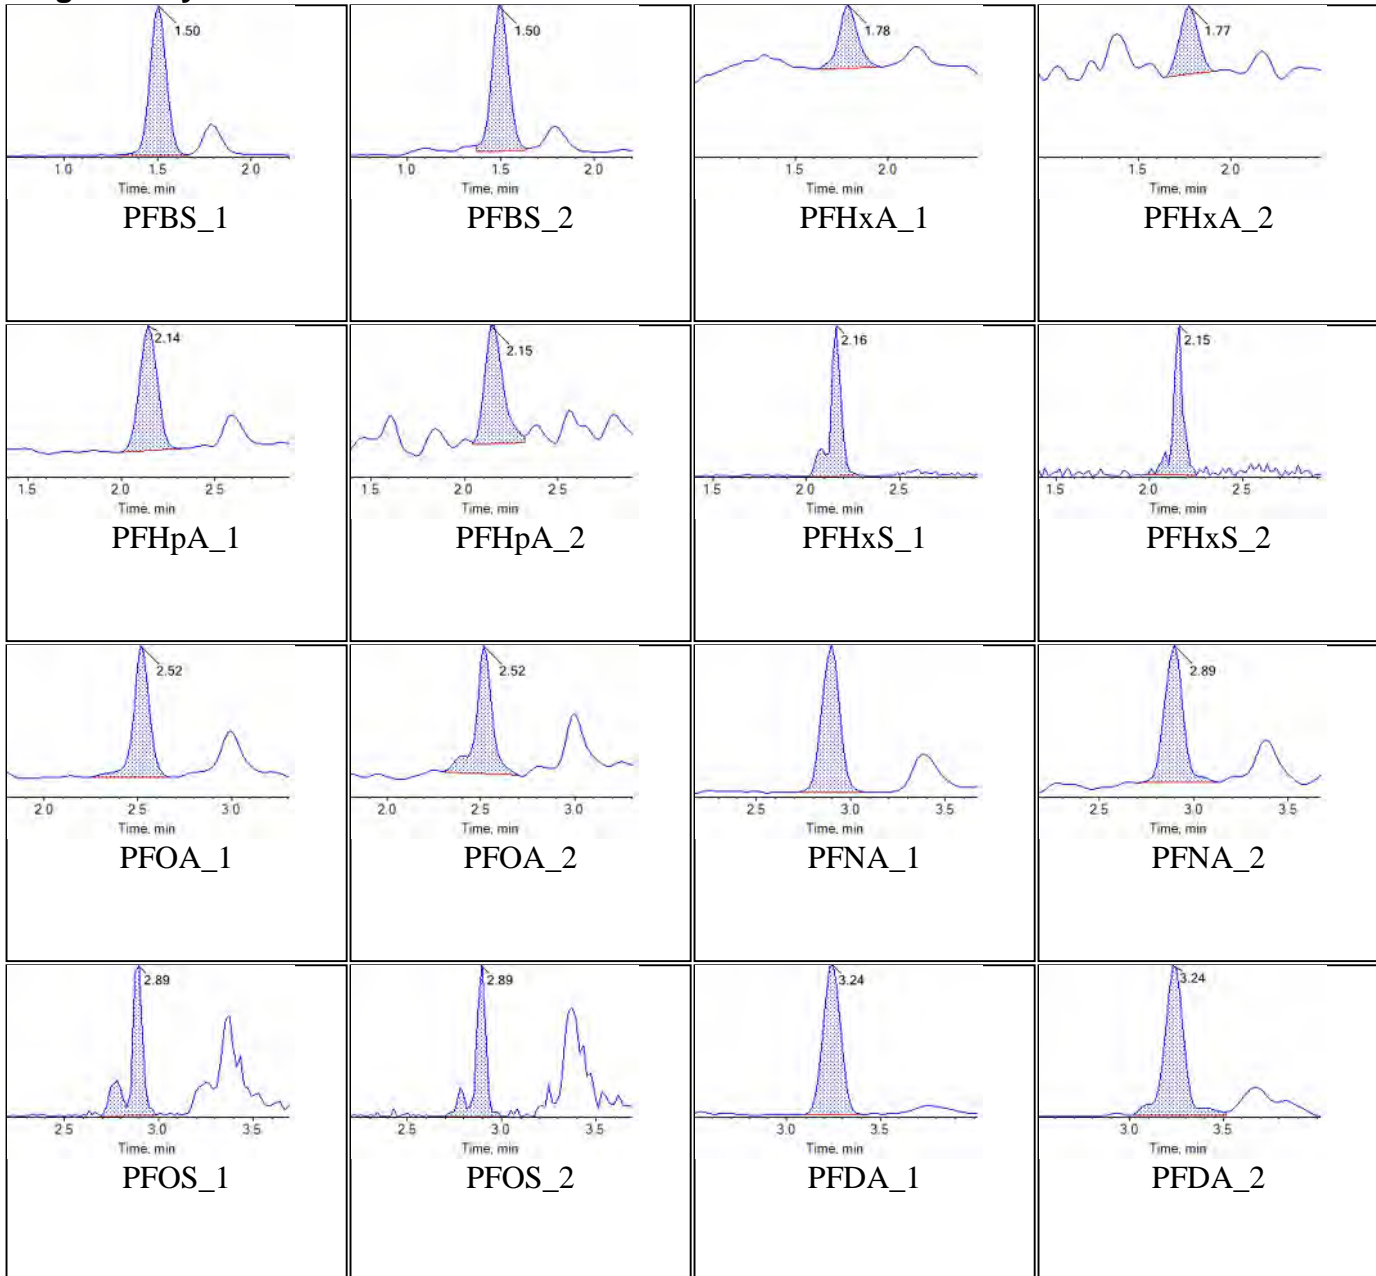 1.50 1.50 1.78 1.77
1.0 1.5 2.0 1.0 1.5 2.0 1.5 2.0 1.5 2.0
Time, min Time, min Time, min Time, min
PFBS_1 PFBS_2 PFHxA_1 PFHxA_2
2.14 2.15 2.16 2.15
1.5 2.0 2.5 1.5 2.0 2.5 1.5 2.0 2.5 1.5 2.0 2.5
Time, min Time, min Time, min Time, min
PFHpA_1 PFHpA_2 PFHxS_1 PFHxS_2
2.52 2.52 2.89
2.0 2.5 3.0 2.0 2.5 3.0 2.5 3.0 3.5 2.5 3.0 3.5
Time, min Time, min Time, min Time, min
PFOA_1 PFOA_2 PFNA_1 PFNA_2
2.89 2.89 3.24 3.24
2.5 3.0 3.5 2.5 3.0 3.5 3.0 3.5 3.0 3.5
Time, min Time, min Time, min Time, min
PFOS_1 PFOS_2 PFDA_1 PFDA_2